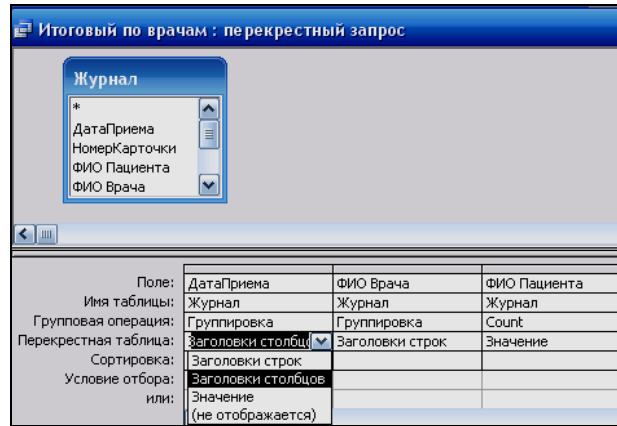 Итоговый по врачам : перекрестный запрос
Журнал
*
ДатаПриема
НомерКарточки
ФИО Пациента
ФИО Врача
Поле: ДатаПриема ФИО Врача ФИО Пациента
Имя таблицы: Журнал Журнал Журнал
Групповая операция: Группировка Группировка Count
Перекрестная таблица: Заголовки столбцо Заголовки строк Значение
Сортировка: Заголовки строк
Условие отбора: Заголовки столбцов
или: Значение
(не отображается)